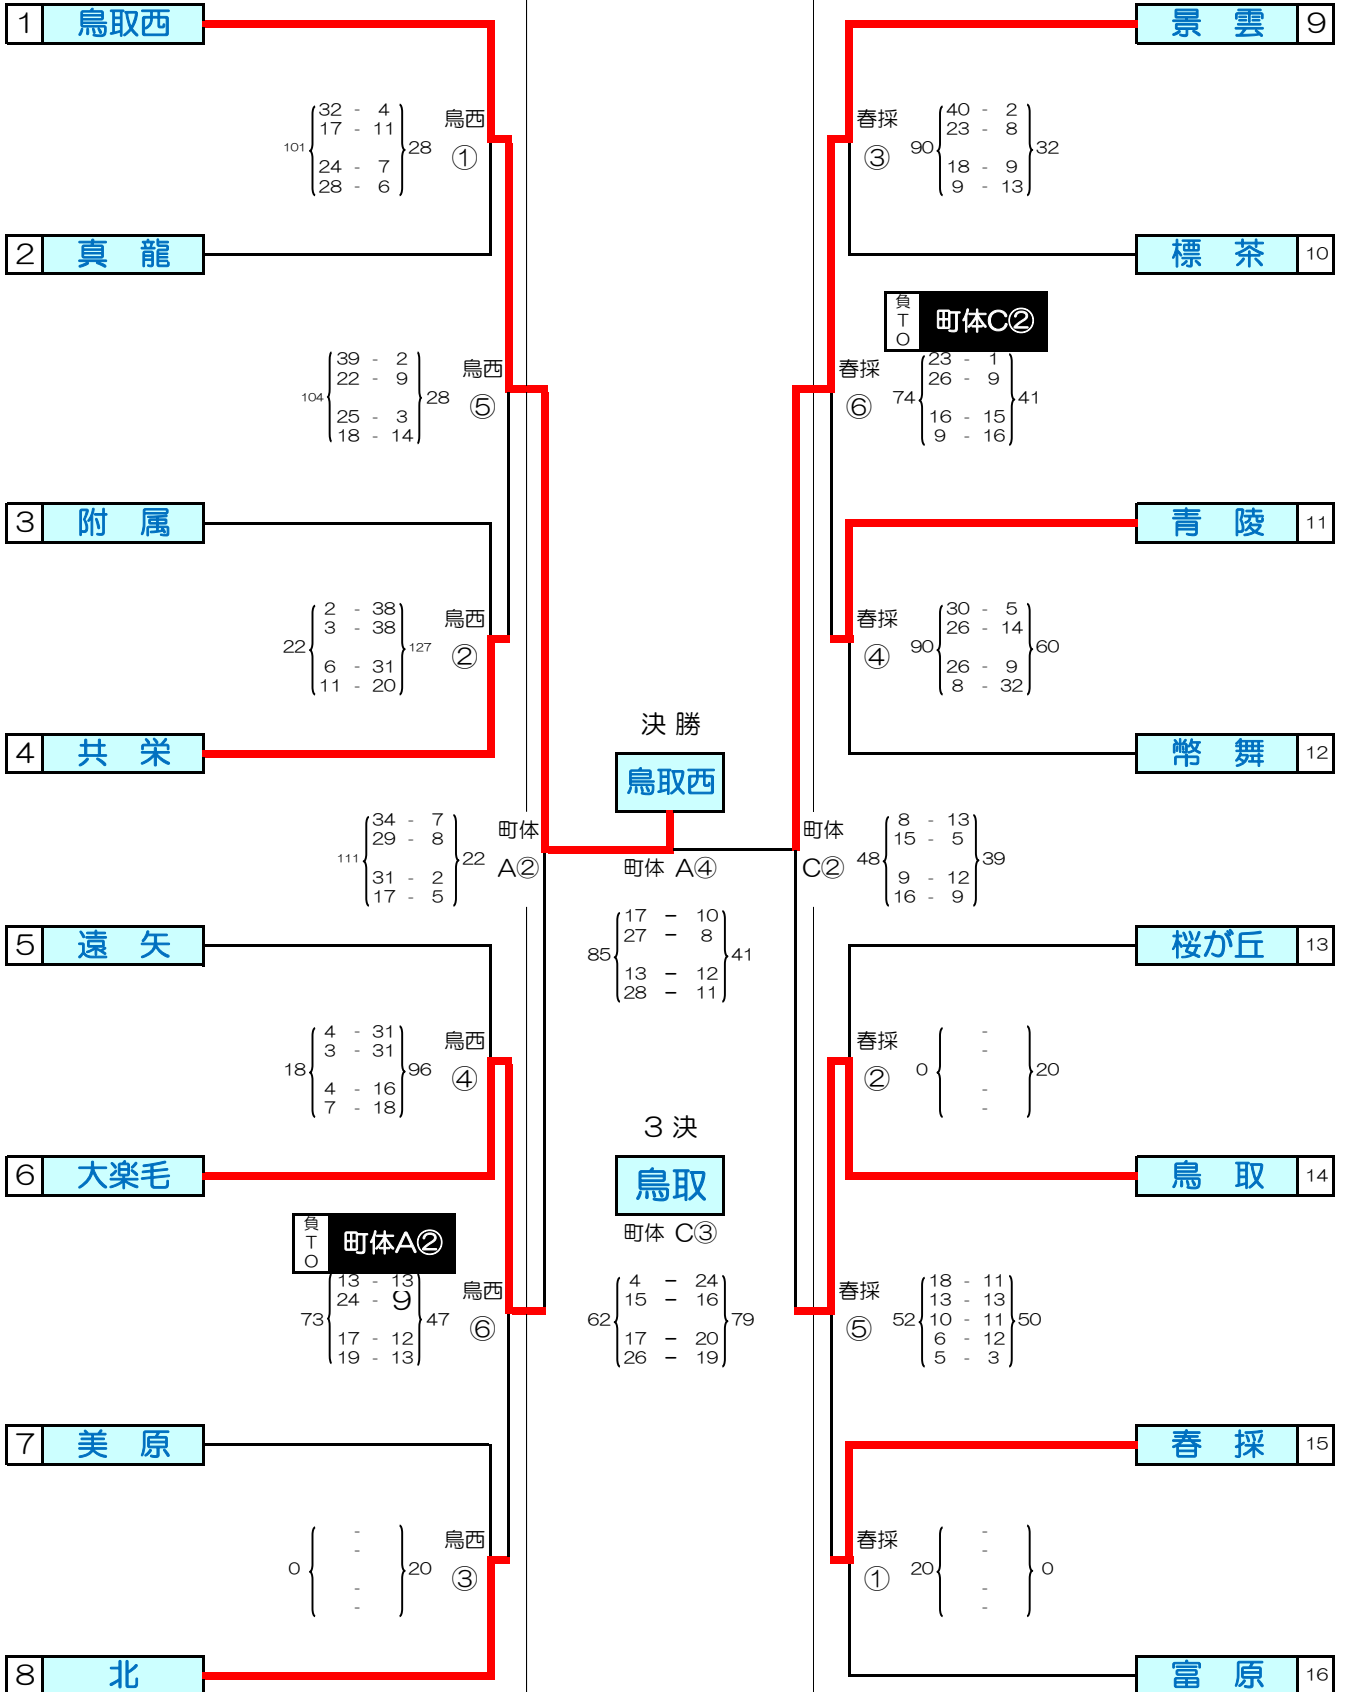 1 鳥取西
32 - 4
17 - 11
101 28
24 - 7
28 - 6
鳥西
①
2 真 龍
39 - 2
22 - 9
104 28
25 - 3
18 - 14
鳥西
⑤
3 附 属
2 - 38
3 - 38
22 127
6 - 31
11 - 20
鳥西
②
4 共 栄
34 - 7
29 - 8
111 22
31 - 2
17 - 5
町体
A②
5 遠 矢
4 - 31
3 - 31
18 96
4 - 16
7 - 18
鳥西
④
6 大楽毛
負TO 町体A②
13 - 13
24 - 9
73 47
17 - 12
19 - 13
鳥西
⑥
7 美 原
- 
-
0 20
-
-
鳥西
③
8 北
決 勝
鳥取西
町体 A④
17 - 10
27 - 8
85 41
13 - 12
28 - 11
3 決
鳥取
町体 C③
4 - 24
15 - 16
62 79
17 - 20
26 - 19
景 雲 9
春採
③
40 - 2
23 - 8
90 32
18 - 9
9 - 13
標 茶 10
負TO 町体C②
春採
⑥
23 - 1
26 - 9
74 41
16 - 15
9 - 16
青 陵 11
春採
④
30 - 5
26 - 14
90 60
26 - 9
8 - 32
幣 舞 12
町体
C②
8 - 13
15 - 5
48 39
9 - 12
16 - 9
桜が丘 13
春採
②
-
-
0 20
-
-
鳥 取 14
春採
⑤
18 - 11
13 - 13
52 10 - 11 50
6 - 12
5 - 3
春 採 15
春採
①
-
-
20 0
-
-
富 原 16